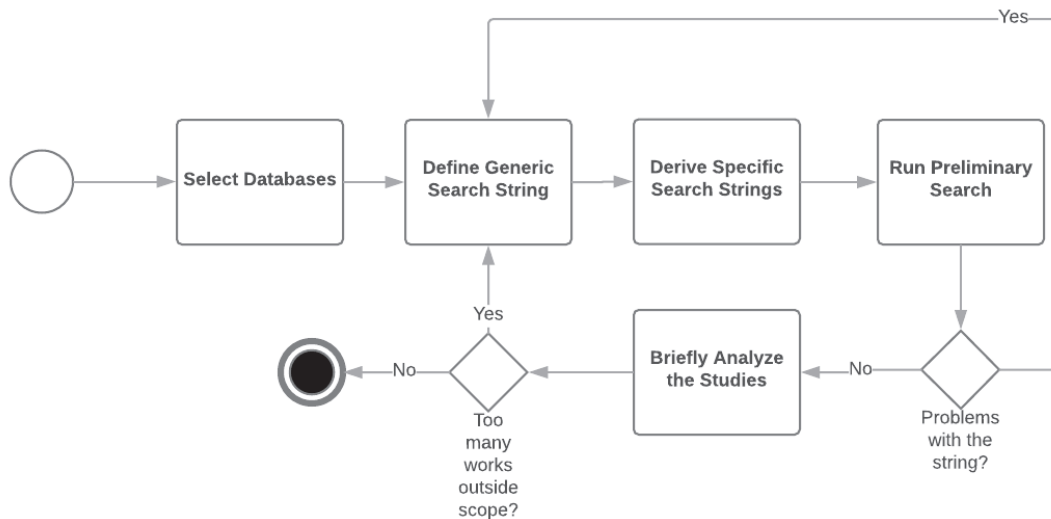 Yes
Select Databases
Define Generic
Search String
Derive Specific
Search Strings
Run Preliminary
Search
Yes
No
Too
many
works
outside
scope?
Briefly Analyze
the Studies
No
Problems
with the
string?